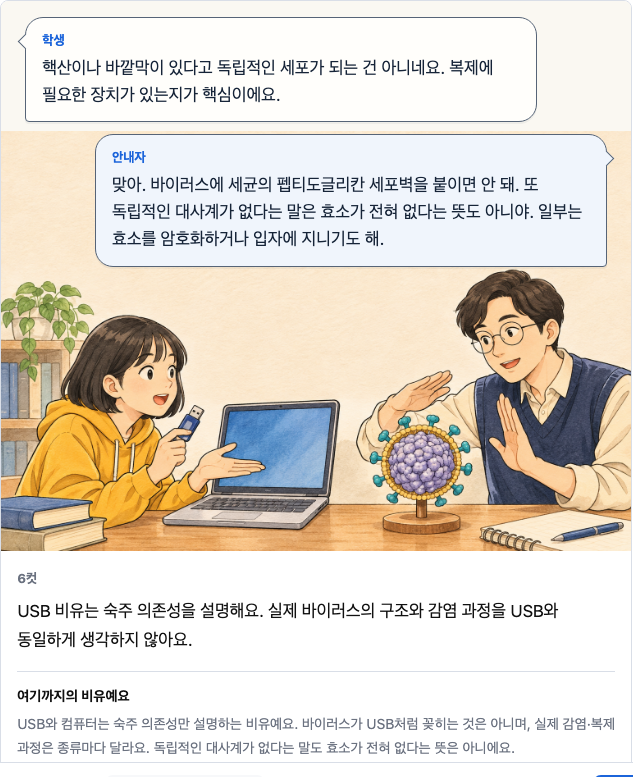 학생
핵산이나 바깥막이 있다고 독립적인 세포가 되는 건 아니네요. 복제에
필요한 장치가 있는지가 핵심이에요.
안내자
맞아. 바이러스에 세균의 펩티도글리칸 세포벽을 붙이면 안 돼. 또
독립적인 대사계가 없다는 말은 효소가 전혀 없다는 뜻도 아니야. 일부는
효소를 암호화하거나 입자에 지니기도 해.
6컷
USB 비유는 숙주 의존성을 설명해요. 실제 바이러스의 구조와 감염 과정을 USB와
동일하게 생각하지 않아요.
여기까지의 비유예요
USB와 컴퓨터는 숙주 의존성만 설명하는 비유예요. 바이러스가 USB처럼 꽂히는 것은 아니며, 실제 감염·복제
과정은 종류마다 달라요. 독립적인 대사계가 없다는 말도 효소가 전혀 없다는 뜻은 아니에요.